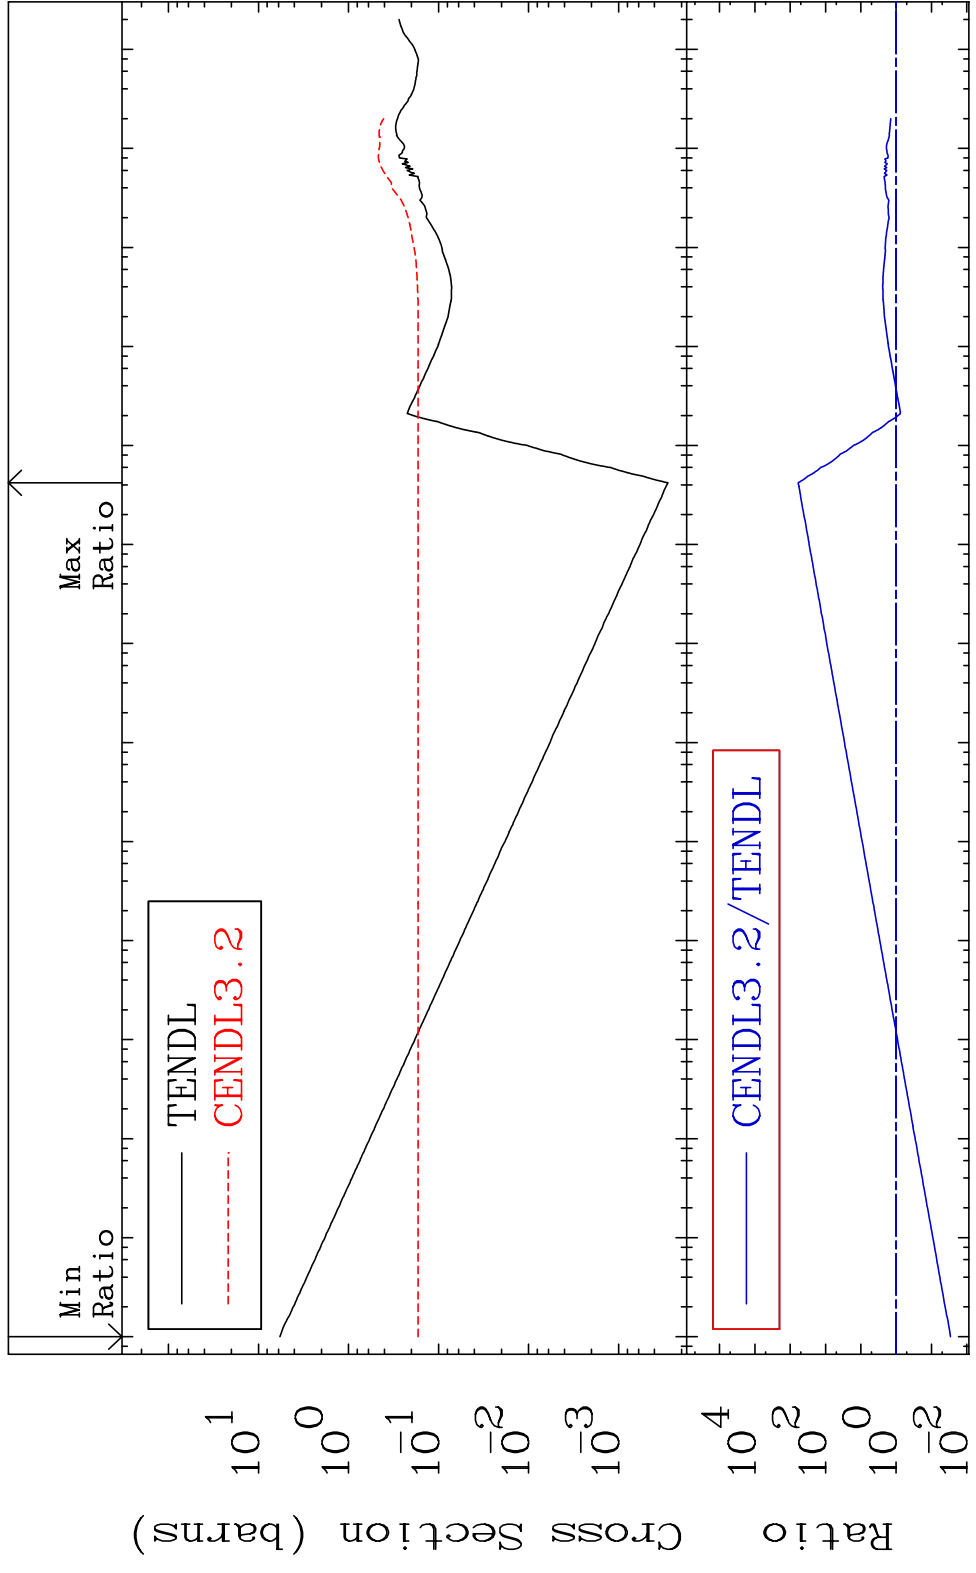 Min
Ratio
Max
Ratio
TENDL
CENDL3.2
10^1
10^0
10^-1
10^-2
10^-3
Cross Section (barns)
CENDL3.2/TENDL
10^4
10^2
10^0
10^-2
Ratio